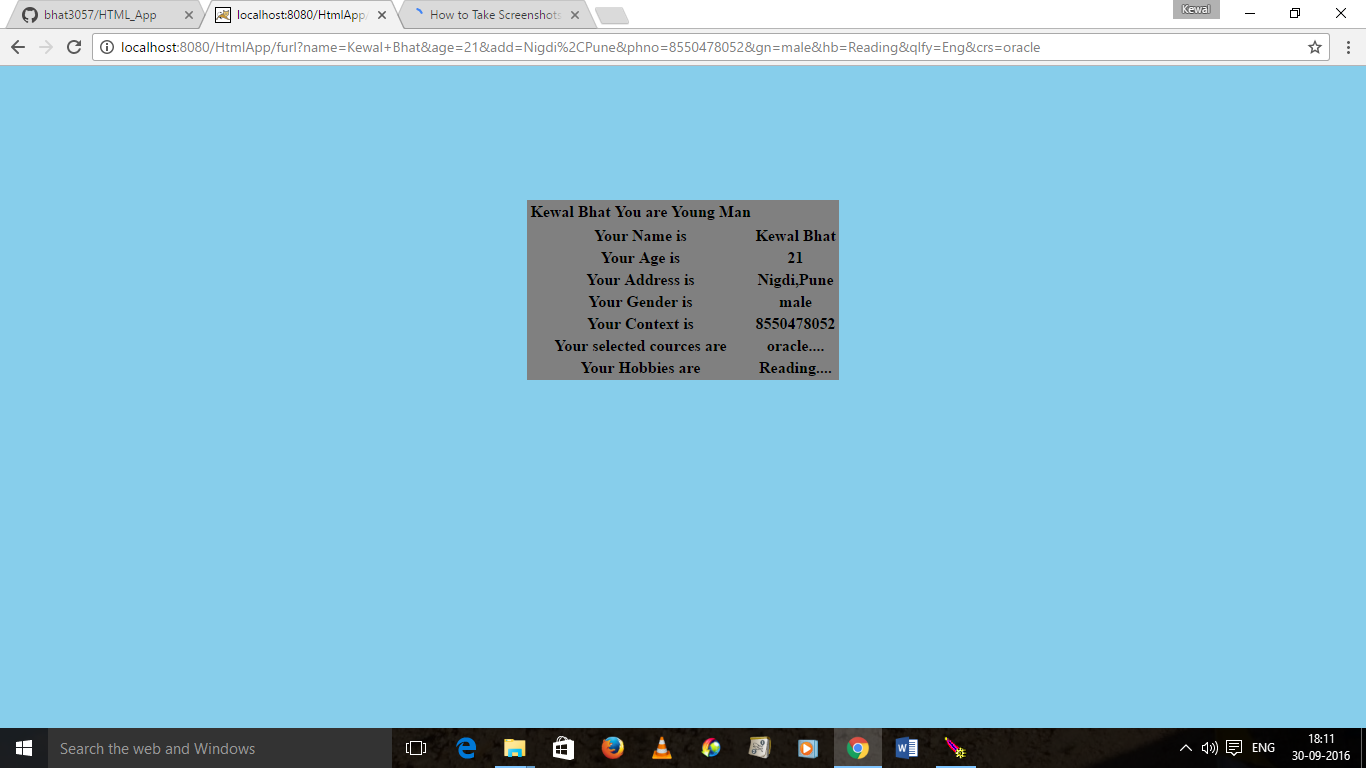 bhat3057/HTML_App
localhost:8080/HtmlApp/
How to Take Screenshots
Kewal
localhost:8080/HtmlApp/furl?name=Kewal+Bhat&age=21&add=Nigdi%2CPune&phno=8550478052&gn=male&hb=Reading&qlfy=Eng&crs=oracle
Kewal Bhat You are Young Man
Your Name is Kewal Bhat
Your Age is 21
Your Address is Nigdi,Pune
Your Gender is male
Your Context is 8550478052
Your selected cources are oracle....
Your Hobbies are Reading....
Search the web and Windows
ENG
18:11
30-09-2016